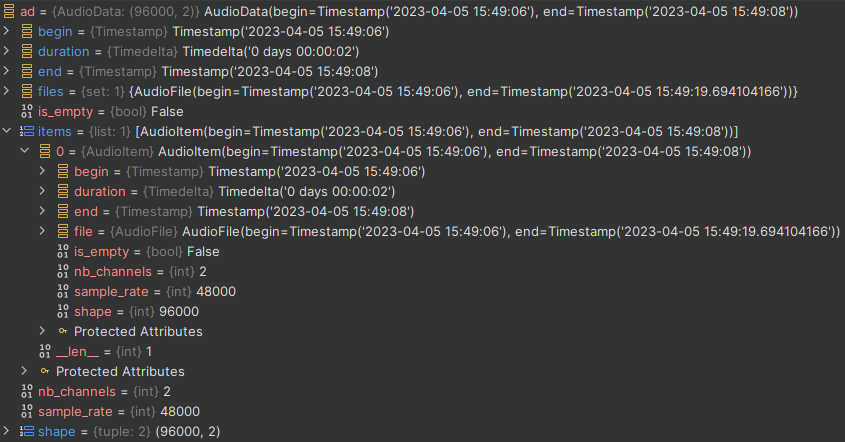 ad = {AudioData: (96000, 2)} AudioData(begin=Timestamp('2023-04-05 15:49:06'), end=Timestamp('2023-04-05 15:49:08'))
begin = {Timestamp} Timestamp('2023-04-05 15:49:06')
duration = {Timedelta} Timedelta('0 days 00:00:02')
end = {Timestamp} Timestamp('2023-04-05 15:49:08')
files = {set: 1} {AudioFile(begin=Timestamp('2023-04-05 15:49:06'), end=Timestamp('2023-04-05 15:49:19.694104166'))}
is_empty = {bool} False
items = {list: 1} [AudioItem(begin=Timestamp('2023-04-05 15:49:06'), end=Timestamp('2023-04-05 15:49:08'))]
0 = {AudioItem} AudioItem(begin=Timestamp('2023-04-05 15:49:06'), end=Timestamp('2023-04-05 15:49:08'))
begin = {Timestamp} Timestamp('2023-04-05 15:49:06')
duration = {Timedelta} Timedelta('0 days 00:00:02')
end = {Timestamp} Timestamp('2023-04-05 15:49:08')
file = {AudioFile} AudioFile(begin=Timestamp('2023-04-05 15:49:06'), end=Timestamp('2023-04-05 15:49:19.694104166'))
is_empty = {bool} False
nb_channels = {int} 2
sample_rate = {int} 48000
shape = {int} 96000
Protected Attributes
__len__ = {int} 1
Protected Attributes
nb_channels = {int} 2
sample_rate = {int} 48000
shape = {tuple: 2} (96000, 2)